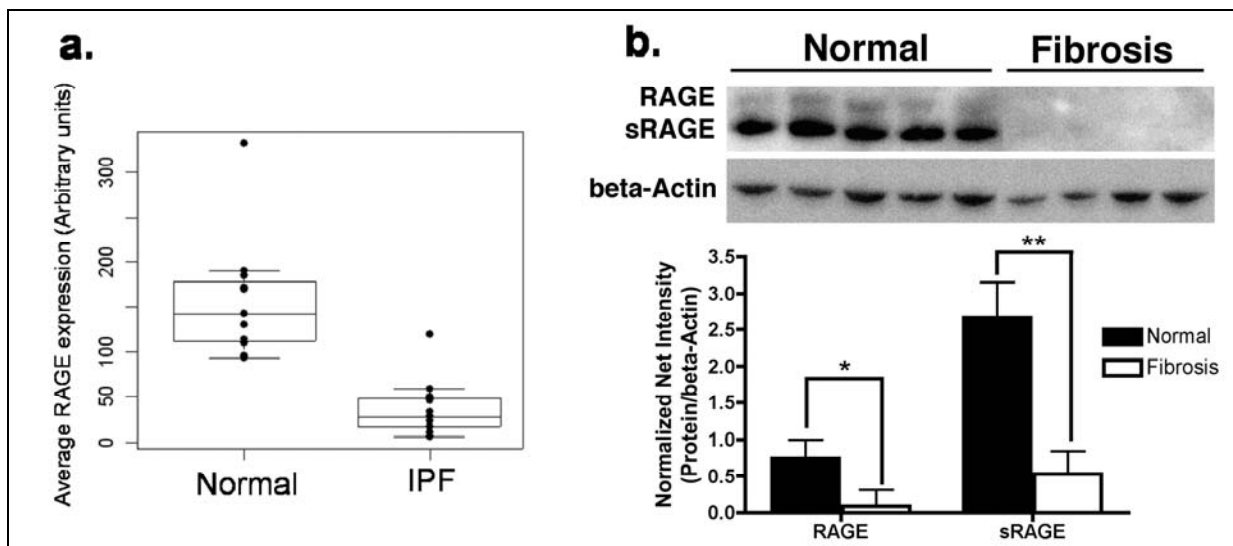 a.
Average RAGE expression (Arbitrary units)
300
200
100
50
0
Normal
IPF
b.
Normal Fibrosis
RAGE
sRAGE
beta-Actin
Normalized Net Intensity
(Protein/beta-Actin)
3.5
3.0
2.5
2.0
1.5
1.0
0.5
0.0
*
**
Normal
Fibrosis
RAGE
sRAGE